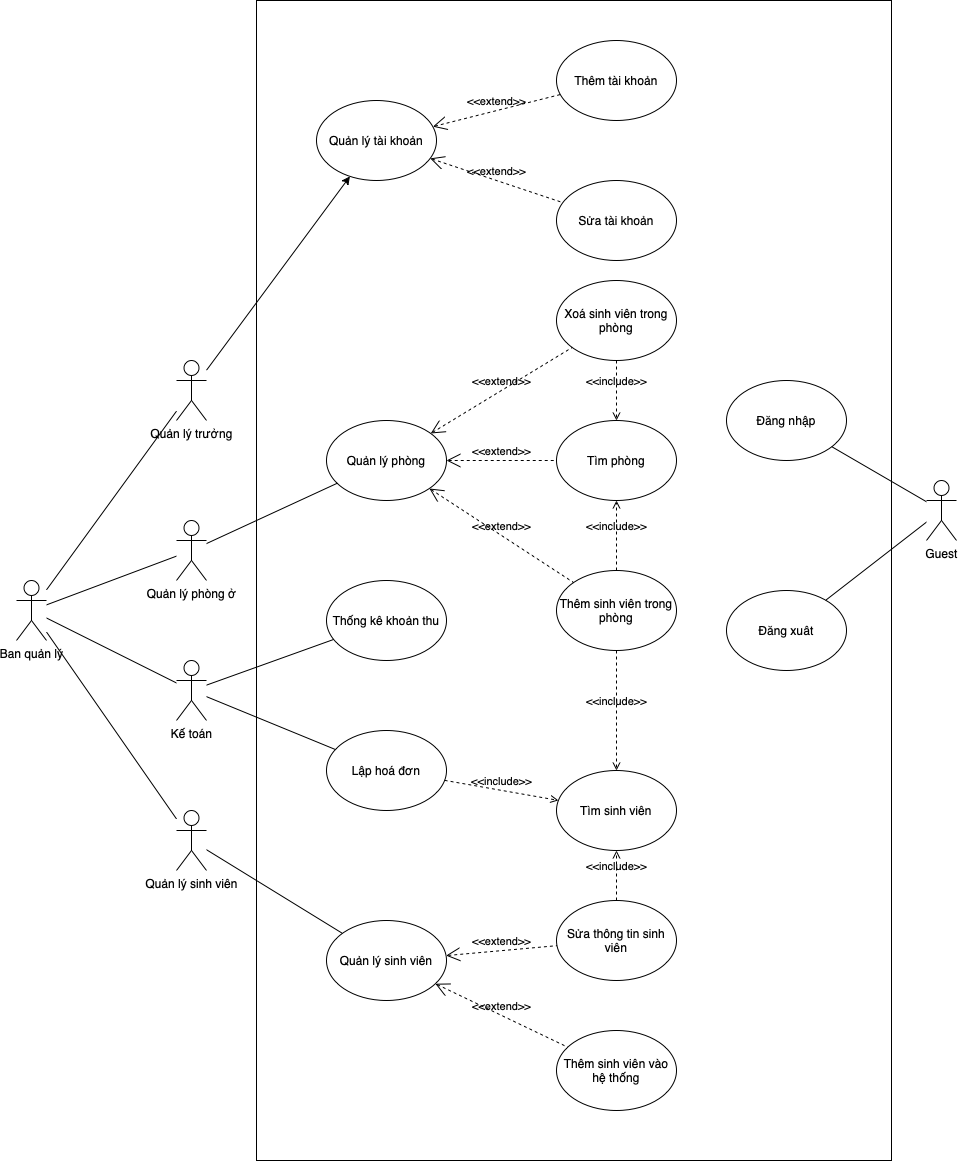 Thêm tài khoản
<<extend>>
Quản lý tài khoản
<<extend>>
Sửa tài khoản
Xoá sinh viên trong
phòng
<<extend>>
<<include>>
Quản lý trưởng
Đăng nhập
Quản lý phòng
<<extend>>
Tìm phòng
<<extend>>
<<include>>
Guest
Quản lý phòng ở
Thêm sinh viên trong
phòng
Thống kê khoản thu
Đăng xuât
Ban quản lý
<<include>>
Kế toán
Lập hoá đơn
<<include>>
Tìm sinh viên
<<include>>
Quản lý sinh viên
Sửa thông tin sinh
viên
<<extend>>
Quản lý sinh viên
<<extend>>
Thêm sinh viên vào
hệ thống